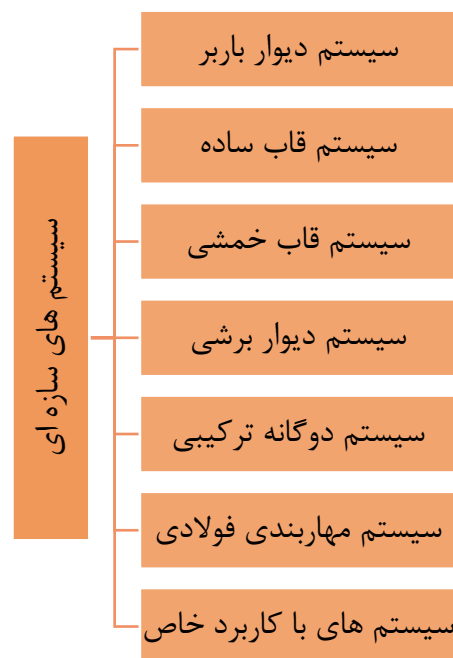 سیستم های سازه ای
سیستم دیوار باربر
سیستم قاب ساده
سیستم قاب خمشی
سیستم دیوار برشی
سیستم دوگانه ترکیبی
سیستم مهاربندی فولادی
سیستم های با کاربرد خاص